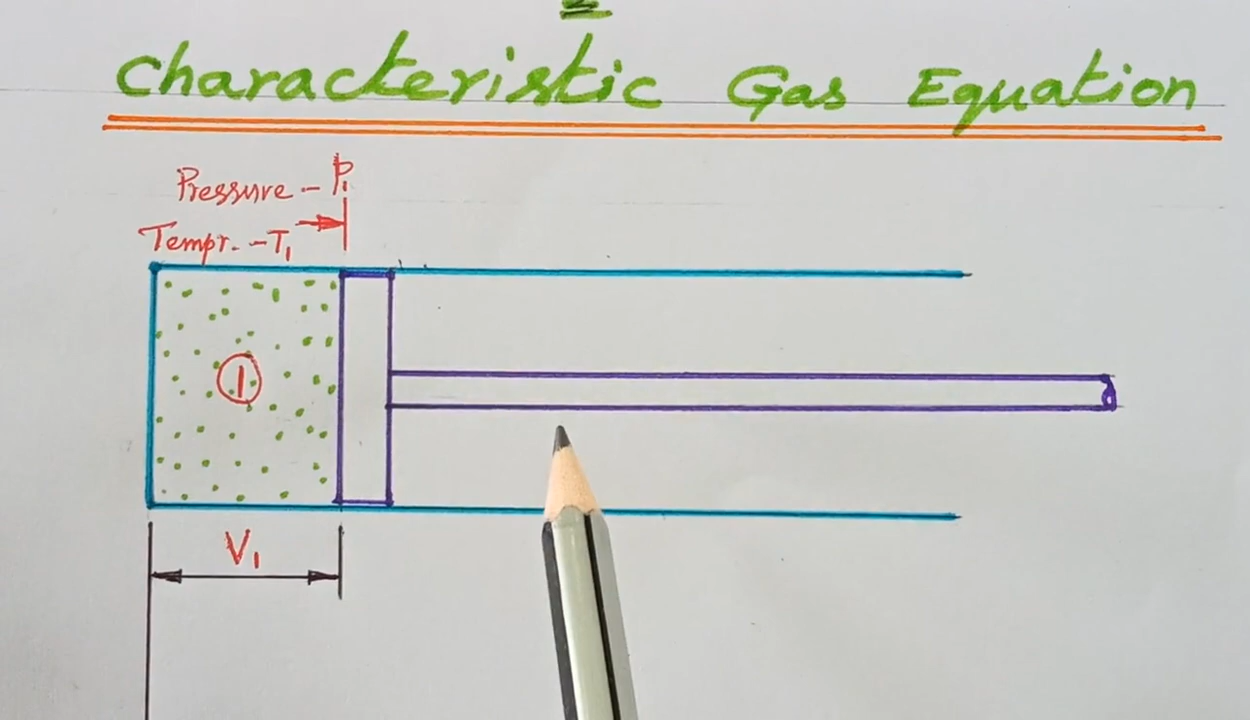 Characteristic Gas Equation
Pressure - P₁
Tempr. - T₁
1
V₁